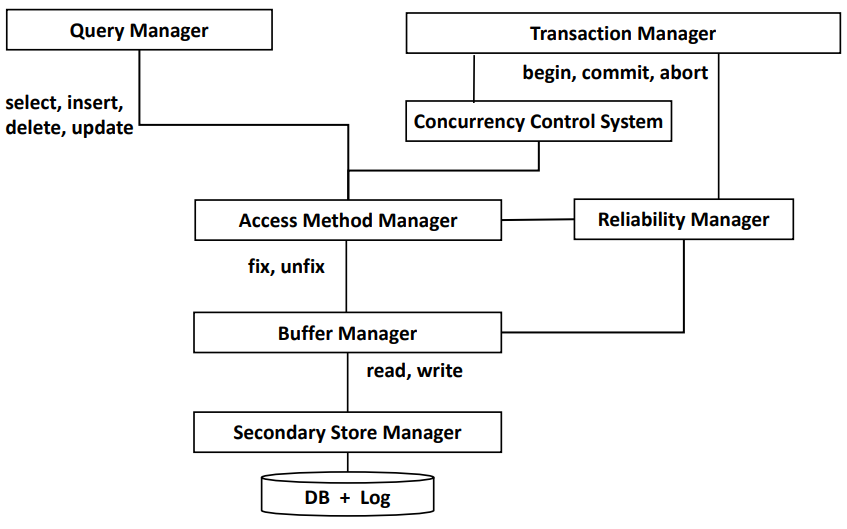 Query Manager
Transaction Manager
begin, commit, abort
select, insert,
delete, update
Concurrency Control System
Access Method Manager
Reliability Manager
fix, unfix
Buffer Manager
read, write
Secondary Store Manager
DB + Log